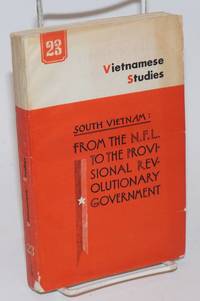 23
Vietnamese
Studies
SOUTH VIETNAM:
FROM THE N.F.L.
TO THE PROVI-
SIONAL REV-
OLUTIONARY
GOVERNMENT
23